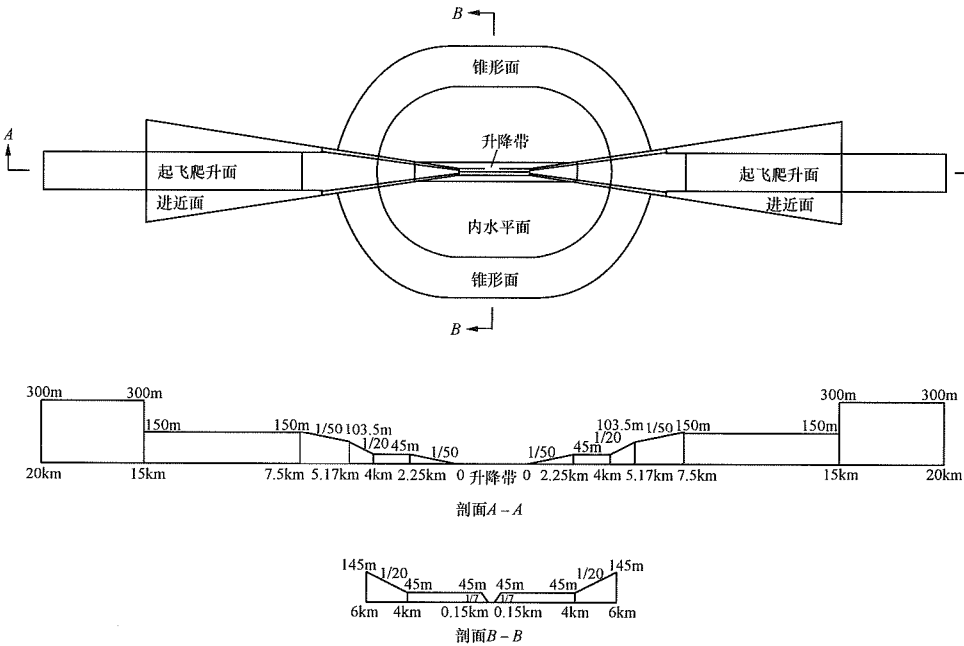 B
锥形面
A
升降带
起飞爬升面
起飞爬升面
进近面
进近面
内水平面
锥形面
B
300m 300m 300m 300m
150m 150m 1/50 103.5m 103.5m 1/50 150m 150m
1/20 45m 1/50 1/50 45m 1/20
20km 15km 7.5km 5.17km 4km 2.25km 0 升降带 0 2.25km 4km 5.17km 7.5km 15km 20km
剖面A-A
145m 1/20 45m 45m 45m 45m 1/20 145m
1/7 1/7
6km 4km 0.15km 0.15km 4km 6km
剖面B-B